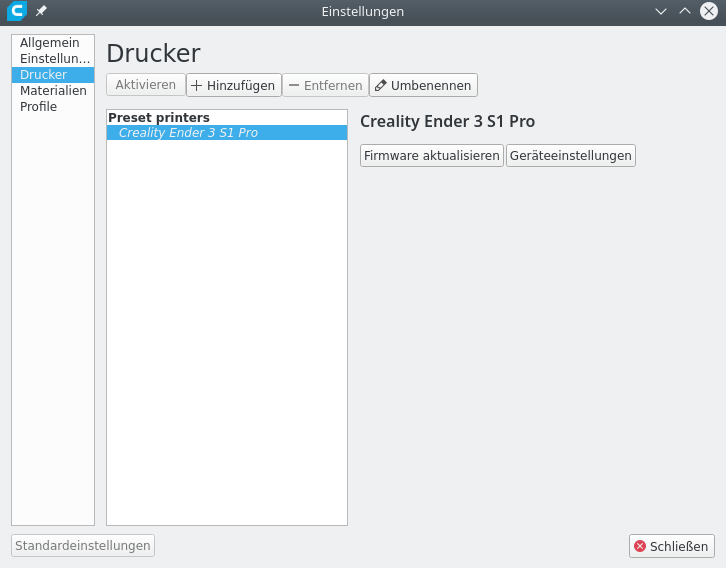 Einstellungen
Allgemein
Einstellun...
Drucker
Materialien
Profile
Drucker
Aktivieren
Hinzufügen
Entfernen
Umbenennen
Preset printers
Creality Ender 3 S1 Pro
Creality Ender 3 S1 Pro
Firmware aktualisieren
Geräteeinstellungen
Standardeinstellungen
Schließen